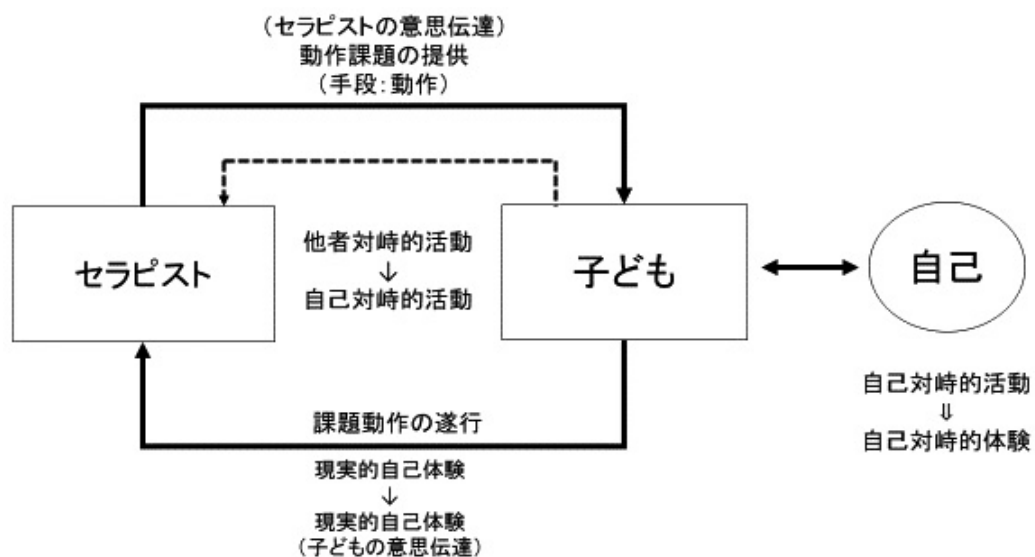 (セラピストの意思伝達)
動作課題の提供
(手段:動作)
セラピスト
他者対峙的活動
↓
自己対峙的活動
子ども
自己
自己対峙的活動
⇓
自己対峙的体験
課題動作の遂行
現実的自己体験
↓
現実的自己体験
(子どもの意思伝達)